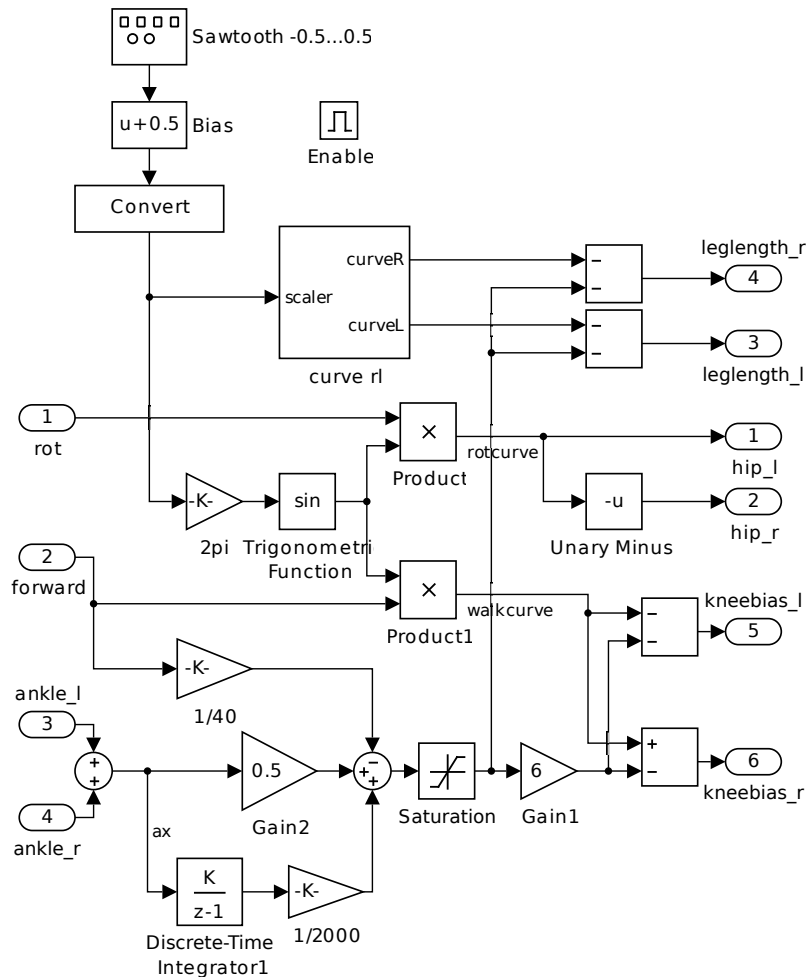 Sawtooth -0.5...0.5
u+0.5
Bias
Enable
Convert
scaler
curveR
curveL
curve rl
−
−
−
−
leglength_r
4
3
leglength_l
1
rot
×
Product
rotcurve
1
hip_l
-K-
2pi
sin
Trigonometri
Function
-u
Unary Minus
2
hip_r
2
forward
×
Product1
walkcurve
−
−
kneebias_l
5
-K-
1/40
ankle_l
3
+
+
4
ankle_r
ax
0.5
Gain2
−
+
+
Saturation
6
Gain1
+
−
6
kneebias_r
K
z-1
Discrete-Time
Integrator1
-K-
1/2000